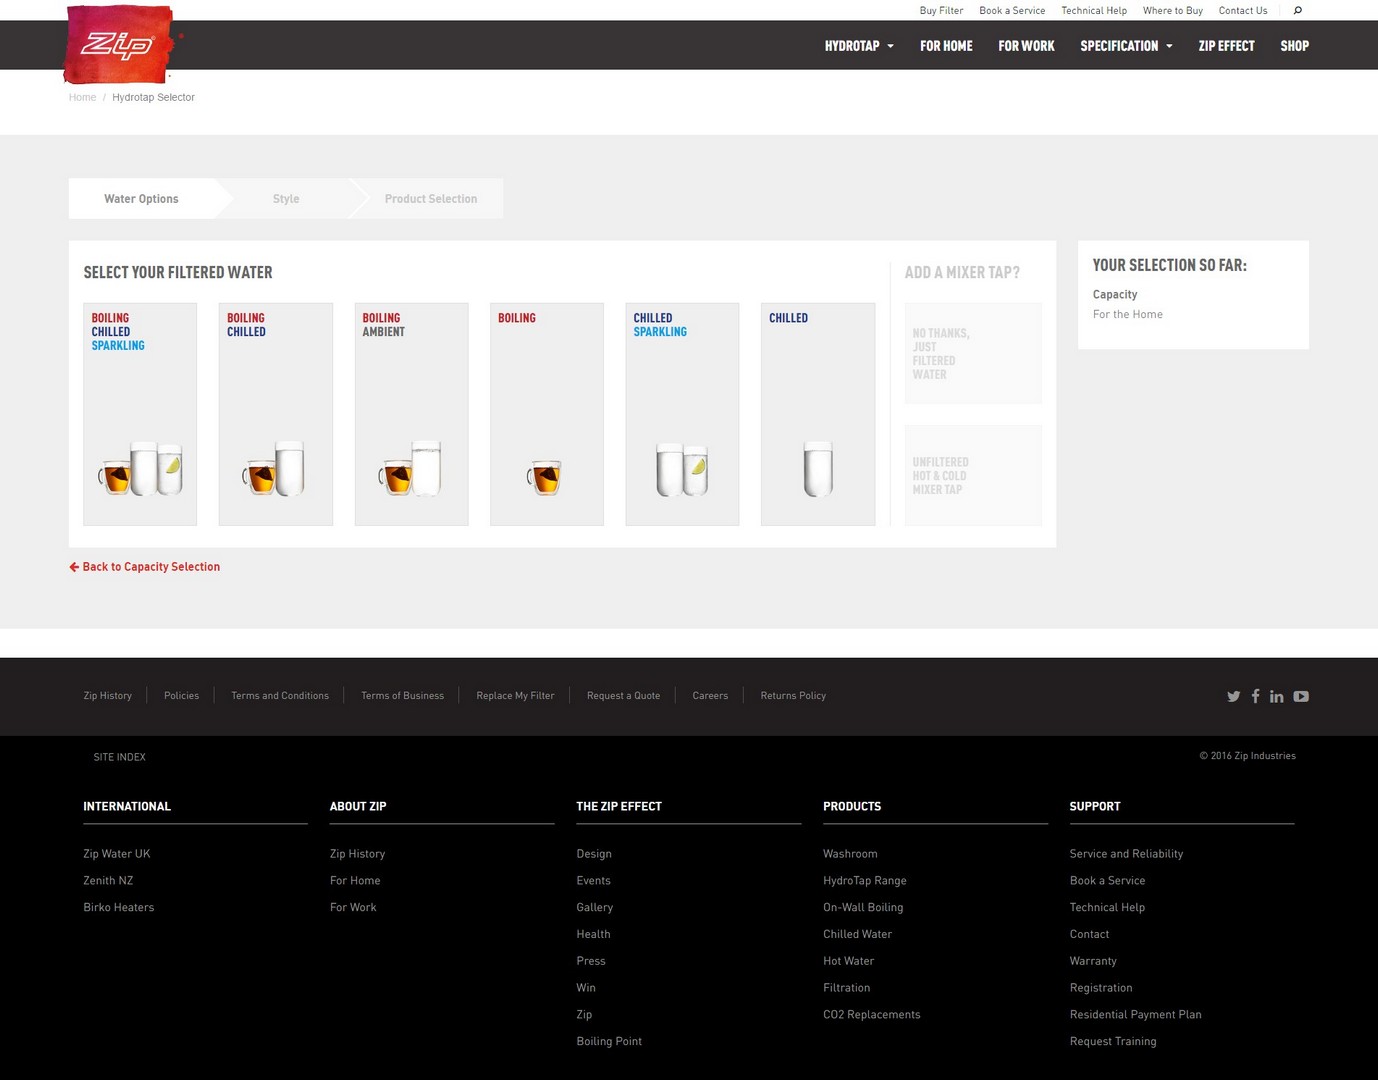 Buy Filter Book a Service Technical Help Where to Buy Contact Us
Zip
HYDROTAP FOR HOME FOR WORK SPECIFICATION ZIP EFFECT SHOP
Home / Hydrotap Selector
Water Options Style Product Selection
SELECT YOUR FILTERED WATER
BOILING
CHILLED
SPARKLING
BOILING
CHILLED
BOILING
AMBIENT
BOILING
CHILLED
SPARKLING
CHILLED
ADD A MIXER TAP?
NO THANKS,
JUST
FILTERED
WATER
UNFILTERED
HOT & COLD
MIXER TAP
YOUR SELECTION SO FAR:
Capacity
For the Home
Back to Capacity Selection
Zip History Policies Terms and Conditions Terms of Business Replace My Filter Request a Quote Careers Returns Policy
SITE INDEX
© 2016 Zip Industries
INTERNATIONAL
Zip Water UK
Zenith NZ
Birko Heaters
ABOUT ZIP
Zip History
For Home
For Work
THE ZIP EFFECT
Design
Events
Gallery
Health
Press
Win
Zip
Boiling Point
PRODUCTS
Washroom
HydroTap Range
On-Wall Boiling
Chilled Water
Hot Water
Filtration
CO2 Replacements
SUPPORT
Service and Reliability
Book a Service
Technical Help
Contact
Warranty
Registration
Residential Payment Plan
Request Training